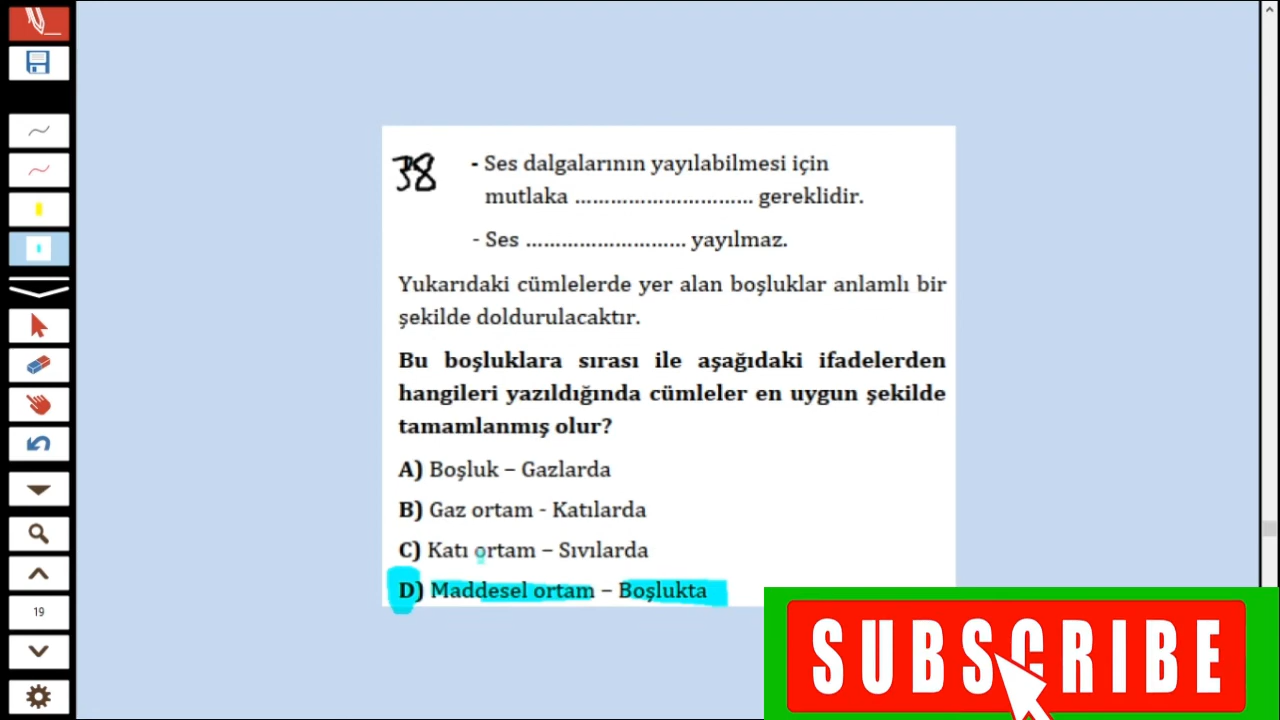 38
- Ses dalgalarının yayılabilmesi için
mutlaka ................................ gereklidir.
- Ses ........................... yayılmaz.
Yukarıdaki cümlelerde yer alan boşluklar anlamlı bir
şekilde doldurulacaktır.
Bu boşluklara sırası ile aşağıdaki ifadelerden
hangileri yazıldığında cümleler en uygun şekilde
tamamlanmış olur?
A) Boşluk – Gazlarda
B) Gaz ortam - Katılarda
C) Katı ortam – Sıvılarda
D) Maddesel ortam – Boşlukta
19
SUBSCRIBE